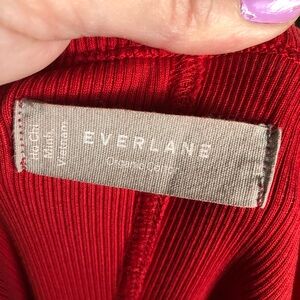 Ho Chi
Minh,
Vietnam
EVERLANE
Organic Cotton